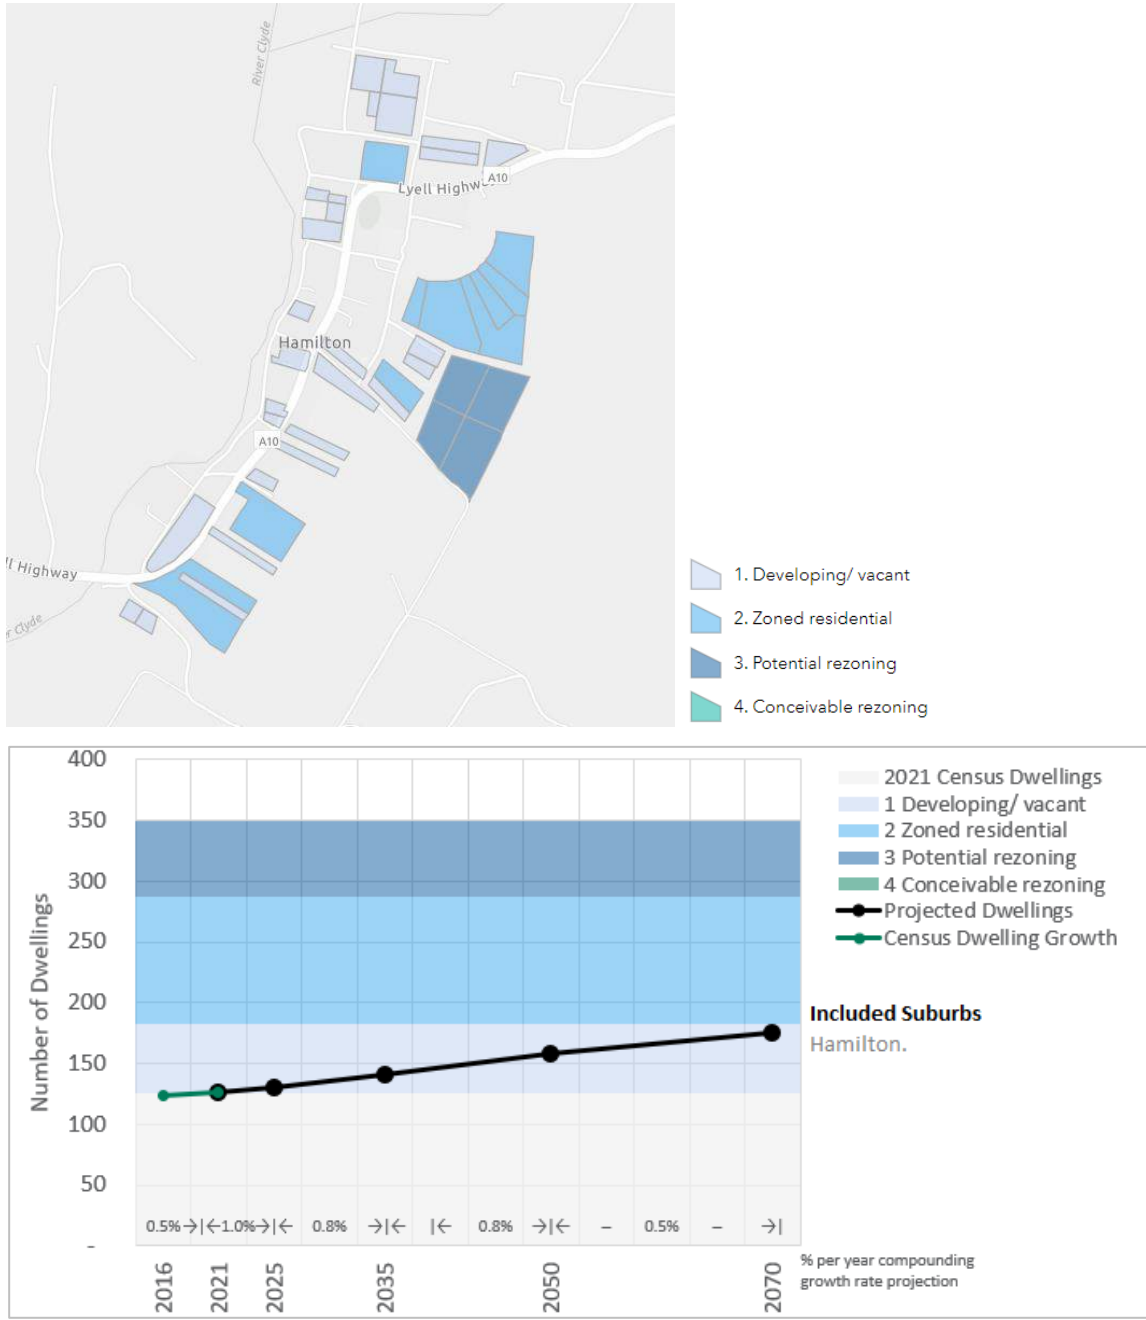 River Clyde
Lyell Highway
A10
Hamilton
A10
ll Highway
er Clyde
1. Developing/ vacant
2. Zoned residential
3. Potential rezoning
4. Conceivable rezoning
400
350
300
250
200
150
100
50
-
Number of Dwellings
0.5% →|← 1.0% →|← 0.8% →|← |← 0.8% →|← – 0.5% – →|
2016 2021 2025 2035 2050 2070
% per year compounding
growth rate projection
2021 Census Dwellings
1 Developing/ vacant
2 Zoned residential
3 Potential rezoning
4 Conceivable rezoning
Projected Dwellings
Census Dwelling Growth
Included Suburbs
Hamilton.